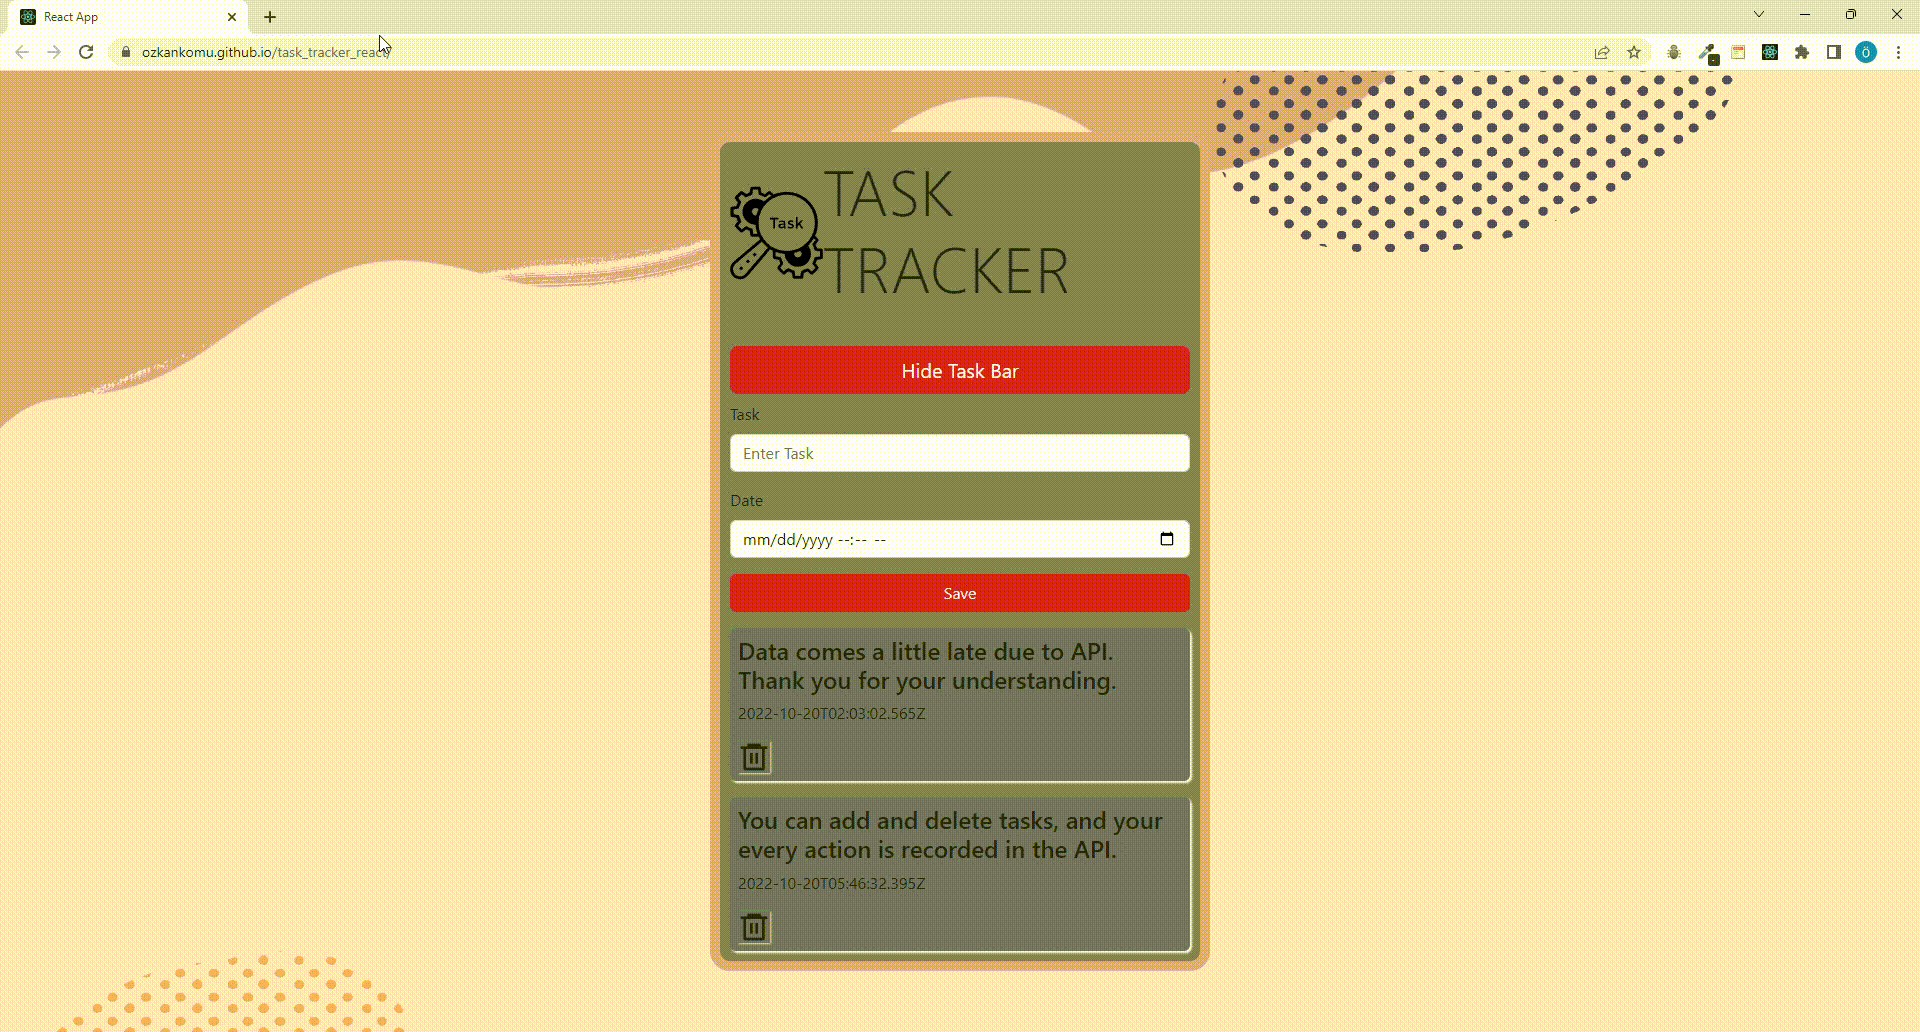 React App
ozkankomu.github.io/task_tracker_react/
ö
Task
TASK
TRACKER
Hide Task Bar
Task
Enter Task
Date
mm/dd/yyyy --:-- --
Save
Data comes a little late due to API.
Thank you for your understanding.
2022-10-20T02:03:02.565Z
You can add and delete tasks, and your
every action is recorded in the API.
2022-10-20T05:46:32.395Z